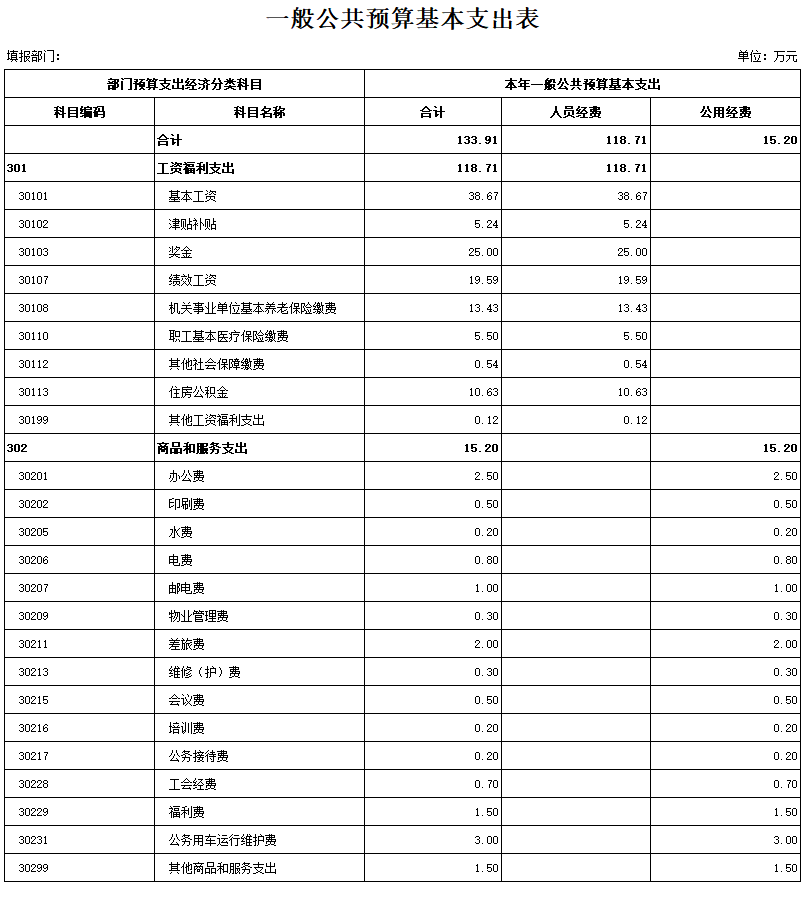 一般公共预算基本支出表
填报部门: 单位: 万元
部门预算支出经济分类科目 本年一般公共预算基本支出
科目编码 科目名称 合计 人员经费 公用经费
合计 133.91 118.71 15.20
301 工资福利支出 118.71 118.71
30101 基本工资 38.67 38.67
30102 津贴补贴 5.24 5.24
30103 奖金 25.00 25.00
30107 绩效工资 19.59 19.59
30108 机关事业单位基本养老保险缴费 13.43 13.43
30110 职工基本医疗保险缴费 5.50 5.50
30112 其他社会保障缴费 0.54 0.54
30113 住房公积金 10.63 10.63
30199 其他工资福利支出 0.12 0.12
302 商品和服务支出 15.20 15.20
30201 办公费 2.50 2.50
30202 印刷费 0.50 0.50
30205 水费 0.20 0.20
30206 电费 0.80 0.80
30207 邮电费 1.00 1.00
30209 物业管理费 0.30 0.30
30211 差旅费 2.00 2.00
30213 维修（护）费 0.30 0.30
30215 会议费 0.50 0.50
30216 培训费 0.20 0.20
30217 公务接待费 0.20 0.20
30228 工会经费 0.70 0.70
30229 福利费 1.50 1.50
30231 公务用车运行维护费 3.00 3.00
30299 其他商品和服务支出 1.50 1.50